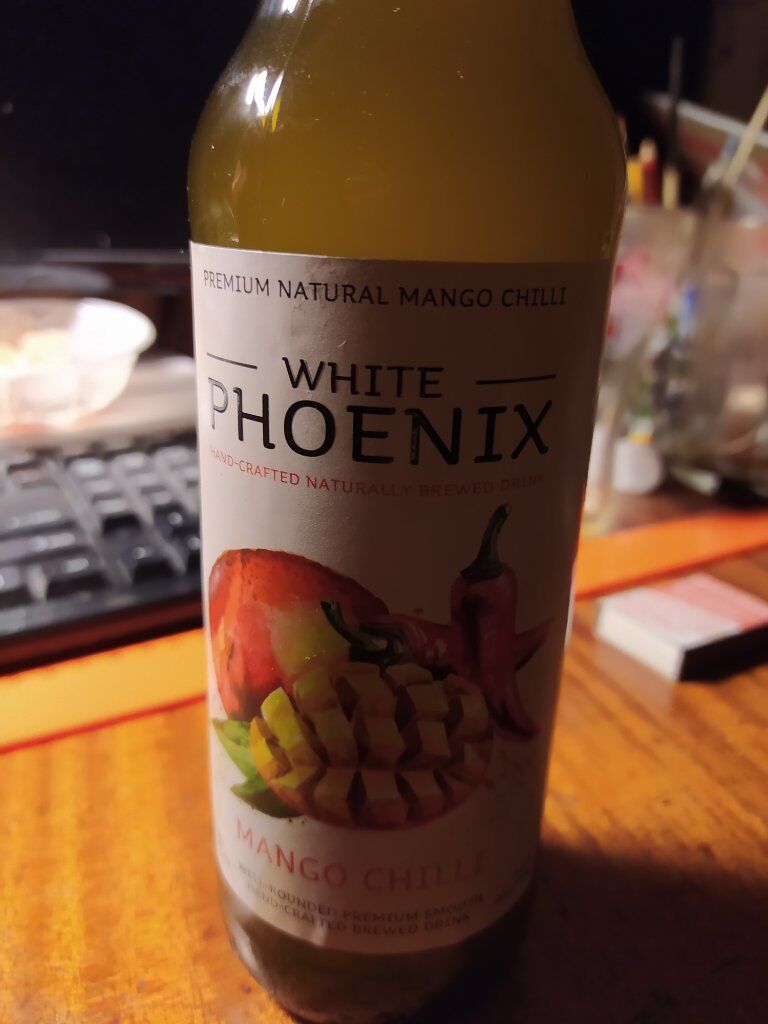 PREMIUM NATURAL MANGO CHILLI
WHITE
PHOENIX
HAND-CRAFTED NATURALLY BREWED DRINK
MANGO CHILLI
WELL-ROUNDED PREMIUM SMOOTH
HAND-CRAFTED BREWED DRINK